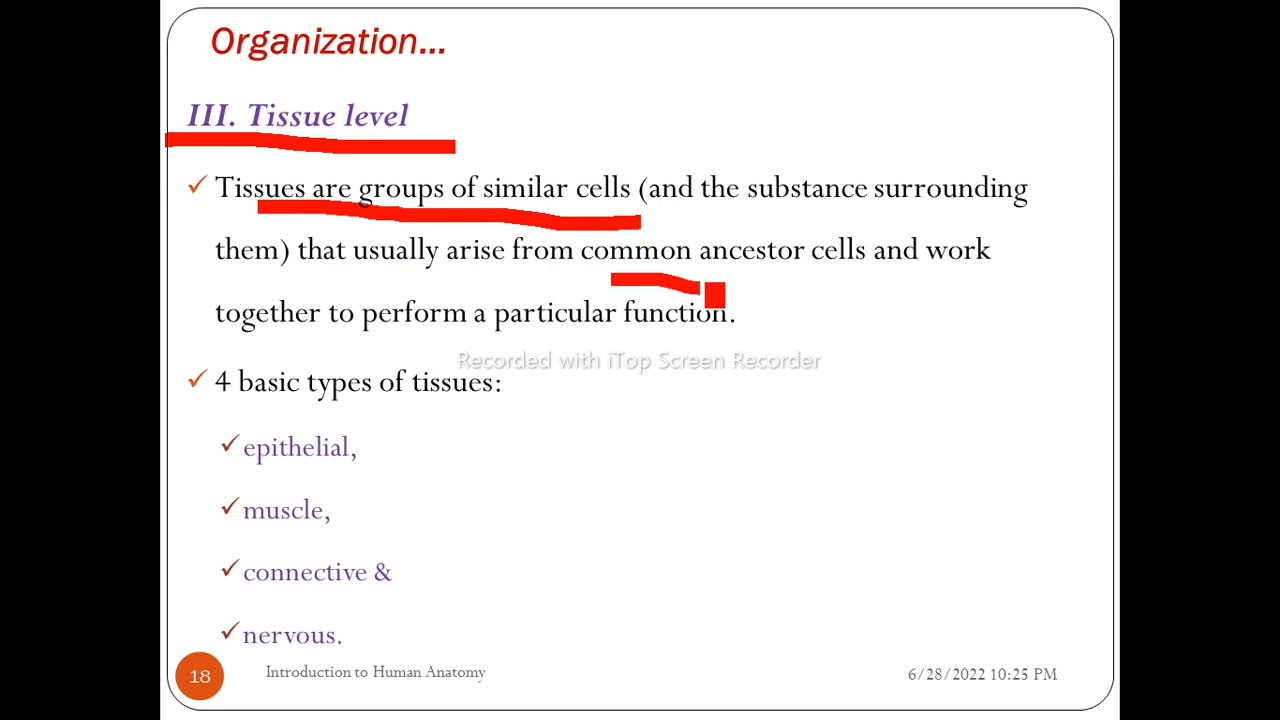 Organization...
III. Tissue level
Tissues are groups of similar cells (and the substance surrounding
them) that usually arise from common ancestor cells and work
together to perform a particular function.
Recorded with iTop Screen Recorder
4 basic types of tissues:
epithelial,
muscle,
connective &
nervous.
18
Introduction to Human Anatomy
6/28/2022 10:25 PM